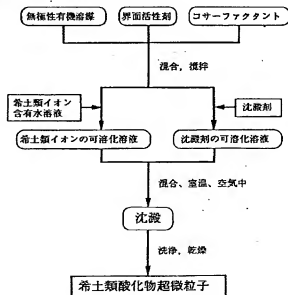 無極性有機溶媒
界面活性剤
コサーファクタント
混合，攪拌
希土類イオン
含有水溶液
沈澱剤
希土類イオンの可溶化溶液
沈澱剤の可溶化溶液
混合、室温、空気中
沈澱
洗浄、乾燥
希土類酸化物超微粒子